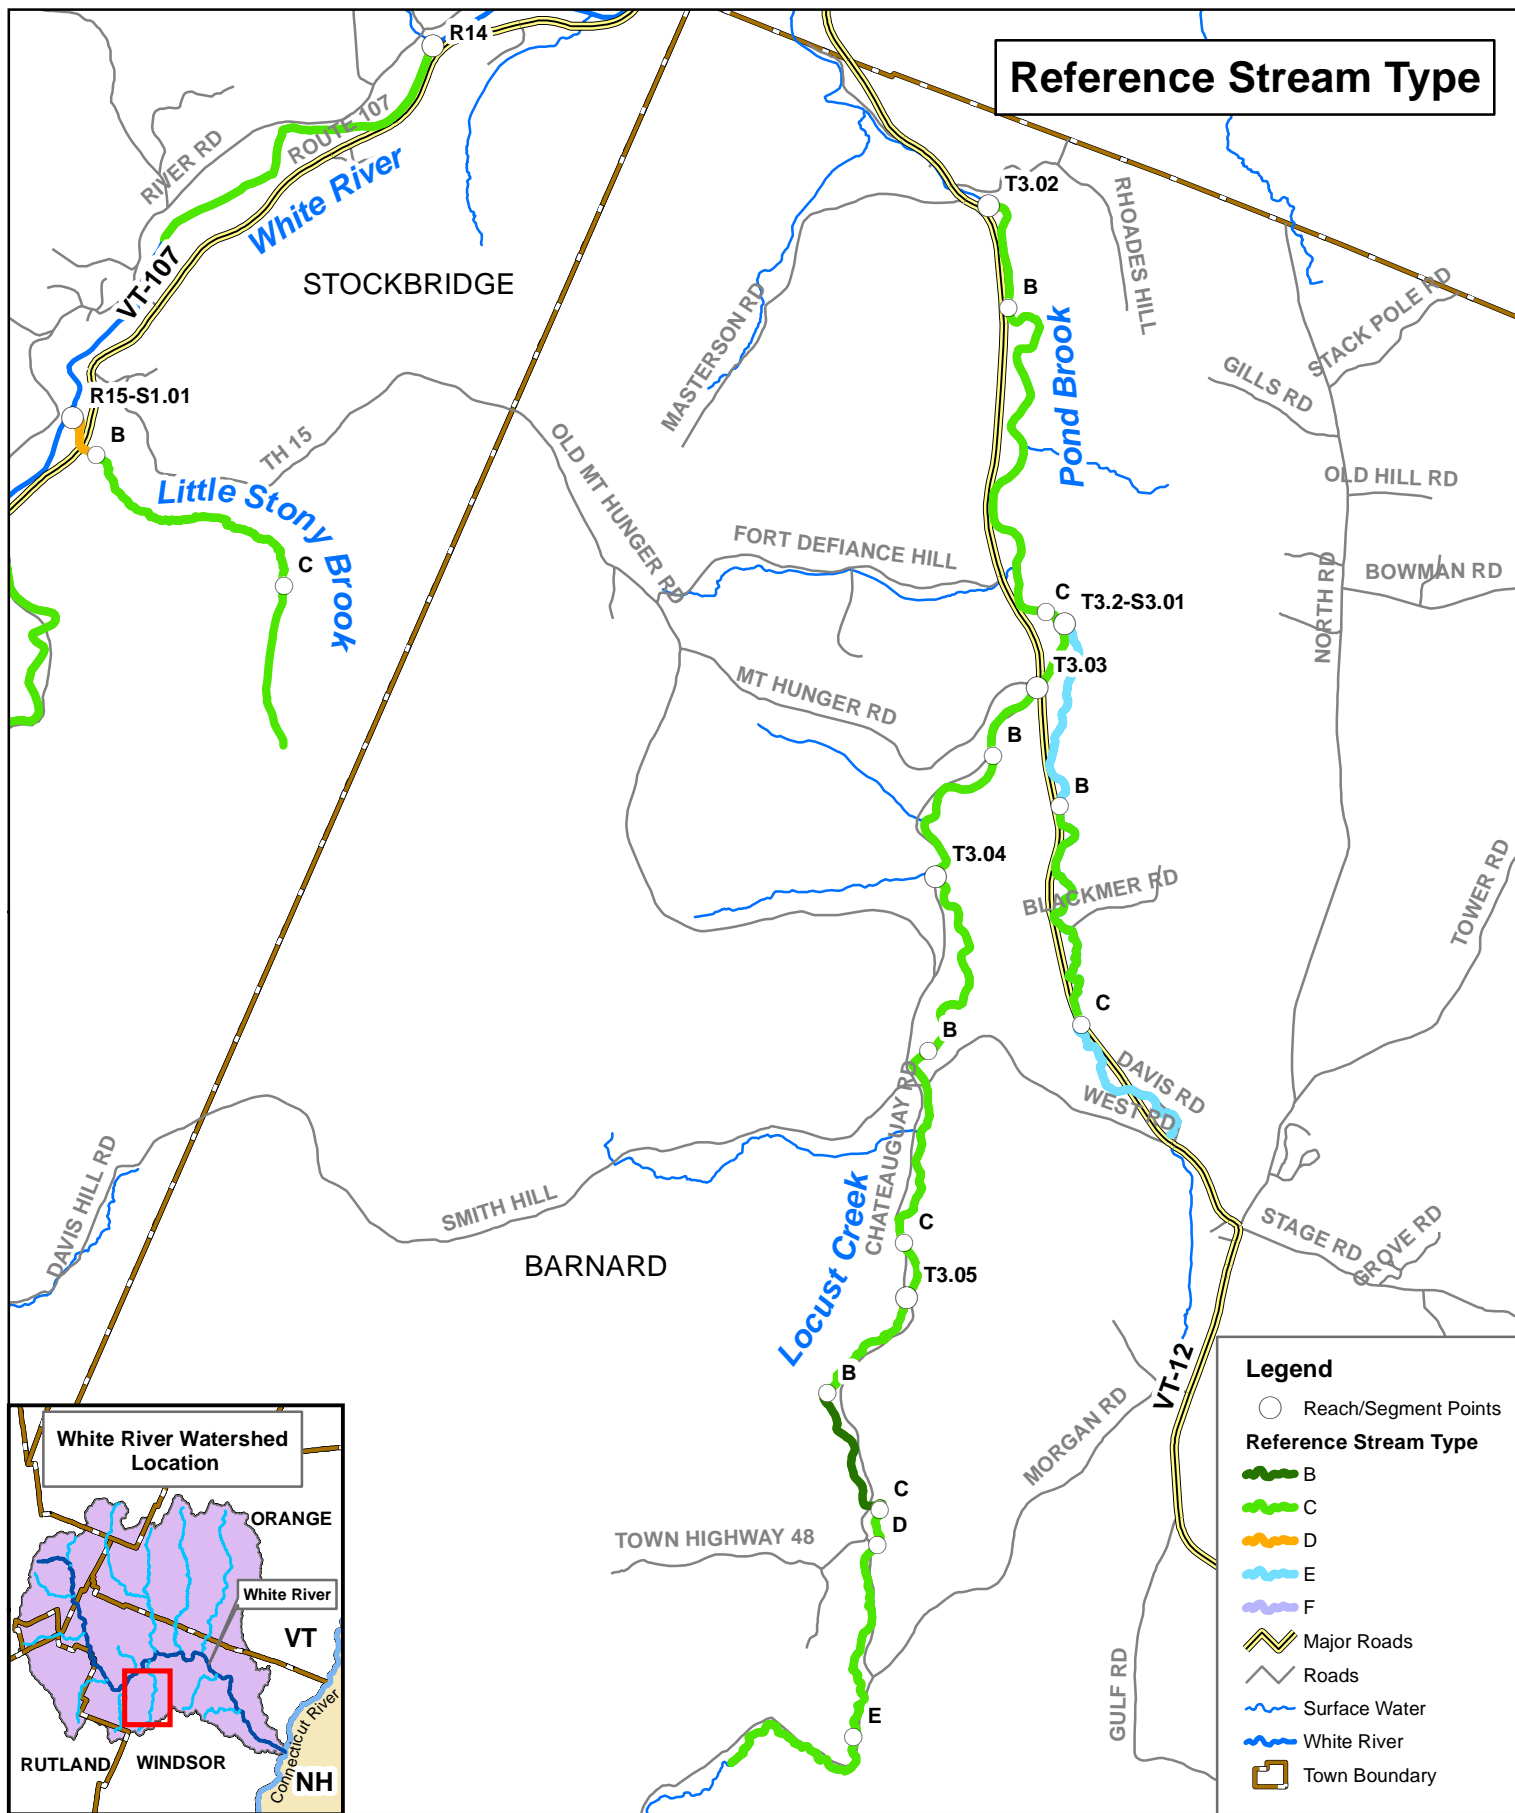 Reference Stream Type
R14
ROUTE 107
RIVER RD
White River
VT-107
STOCKBRIDGE
T3.02
RHOADES HILL
B
MASTERSON RD
Pond Brook
STACK POLE RD
GILLS RD
R15-S1.01
B
TH 15
OLD MT HUNGER RD
Little Stony Brook
OLD HILL RD
FORT DEFIANCE HILL
NORTH RD
BOWMAN RD
C
C
T3.2-S3.01
T3.03
MT HUNGER RD
B
B
T3.04
BLACKMER RD
TOWER RD
C
B
DAVIS RD
WEST RD
CHATEAUGUAY RD
DAVIS HILL RD
SMITH HILL
Locust Creek
C
STAGE RD
GROVE RD
BARNARD
T3.05
VT-12
B
MORGAN RD
C
D
TOWN HIGHWAY 48
GULF RD
E
Legend
Reach/Segment Points
Reference Stream Type
B
C
D
E
F
Major Roads
Roads
Surface Water
White River
Town Boundary
White River Watershed
Location
ORANGE
White River
VT
Connecticut River
RUTLAND
WINDSOR
NH